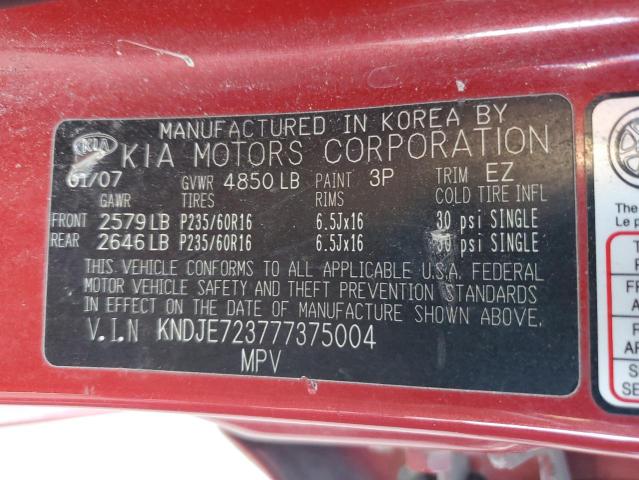 MANUFACTURED IN KOREA BY
KIA KIA MOTORS CORPORATION
01/07 GVWR 4850 LB PAINT 3P TRIM EZ
GAWR TIRES RIMS COLD TIRE INFL
FRONT 2579 LB P235/60R16 6.5Jx16 30 psi SINGLE
REAR 2646 LB P235/60R16 6.5Jx16 30 psi SINGLE
THIS VEHICLE CONFORMS TO ALL APPLICABLE U.S.A. FEDERAL
MOTOR VEHICLE SAFETY AND THEFT PREVENTION STANDARDS
IN EFFECT ON THE DATE OF MANUFACTURE SHOWN ABOVE.
V.I.N KNDJE723777375004
MPV
The
Le p